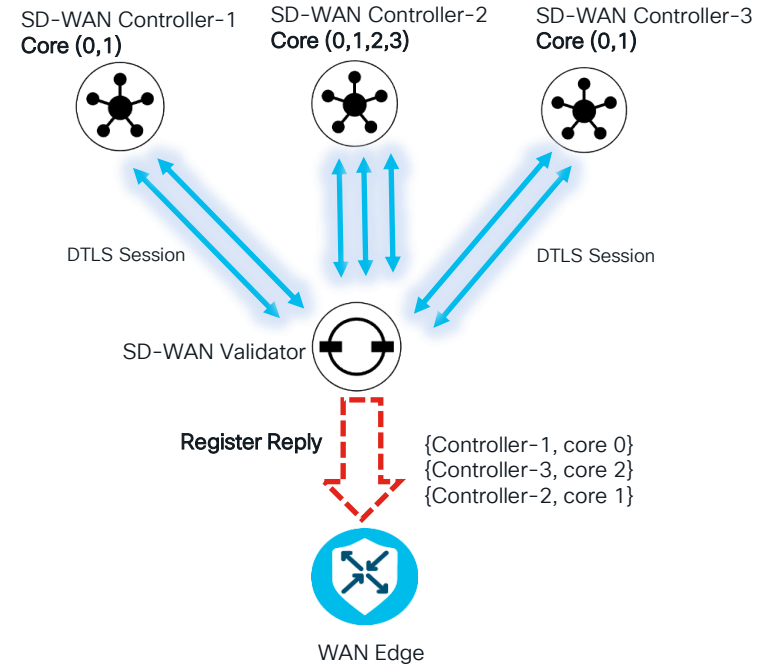 SD-WAN Controller-1
Core (0,1)
SD-WAN Controller-2
Core (0,1,2,3)
SD-WAN Controller-3
Core (0,1)
DTLS Session
DTLS Session
SD-WAN Validator
Register Reply
{Controller-1, core 0}
{Controller-3, core 2}
{Controller-2, core 1}
WAN Edge